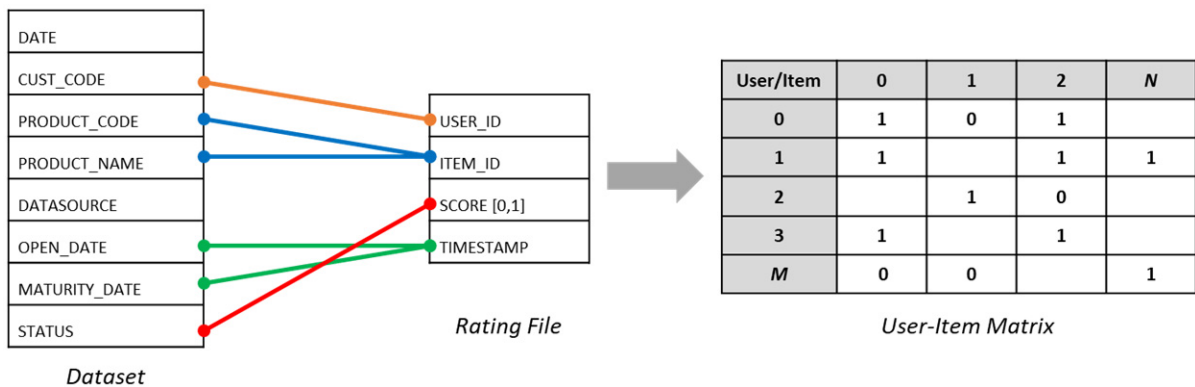 DATE
CUST_CODE
PRODUCT_CODE
PRODUCT_NAME
DATASOURCE
OPEN_DATE
MATURITY_DATE
STATUS
Dataset
USER_ID
ITEM_ID
SCORE [0,1]
TIMESTAMP
Rating File
User/Item 0 1 2 N
0 1 0 1
1 1 1 1
2 1 0
3 1 1
M 0 0 1
User-Item Matrix